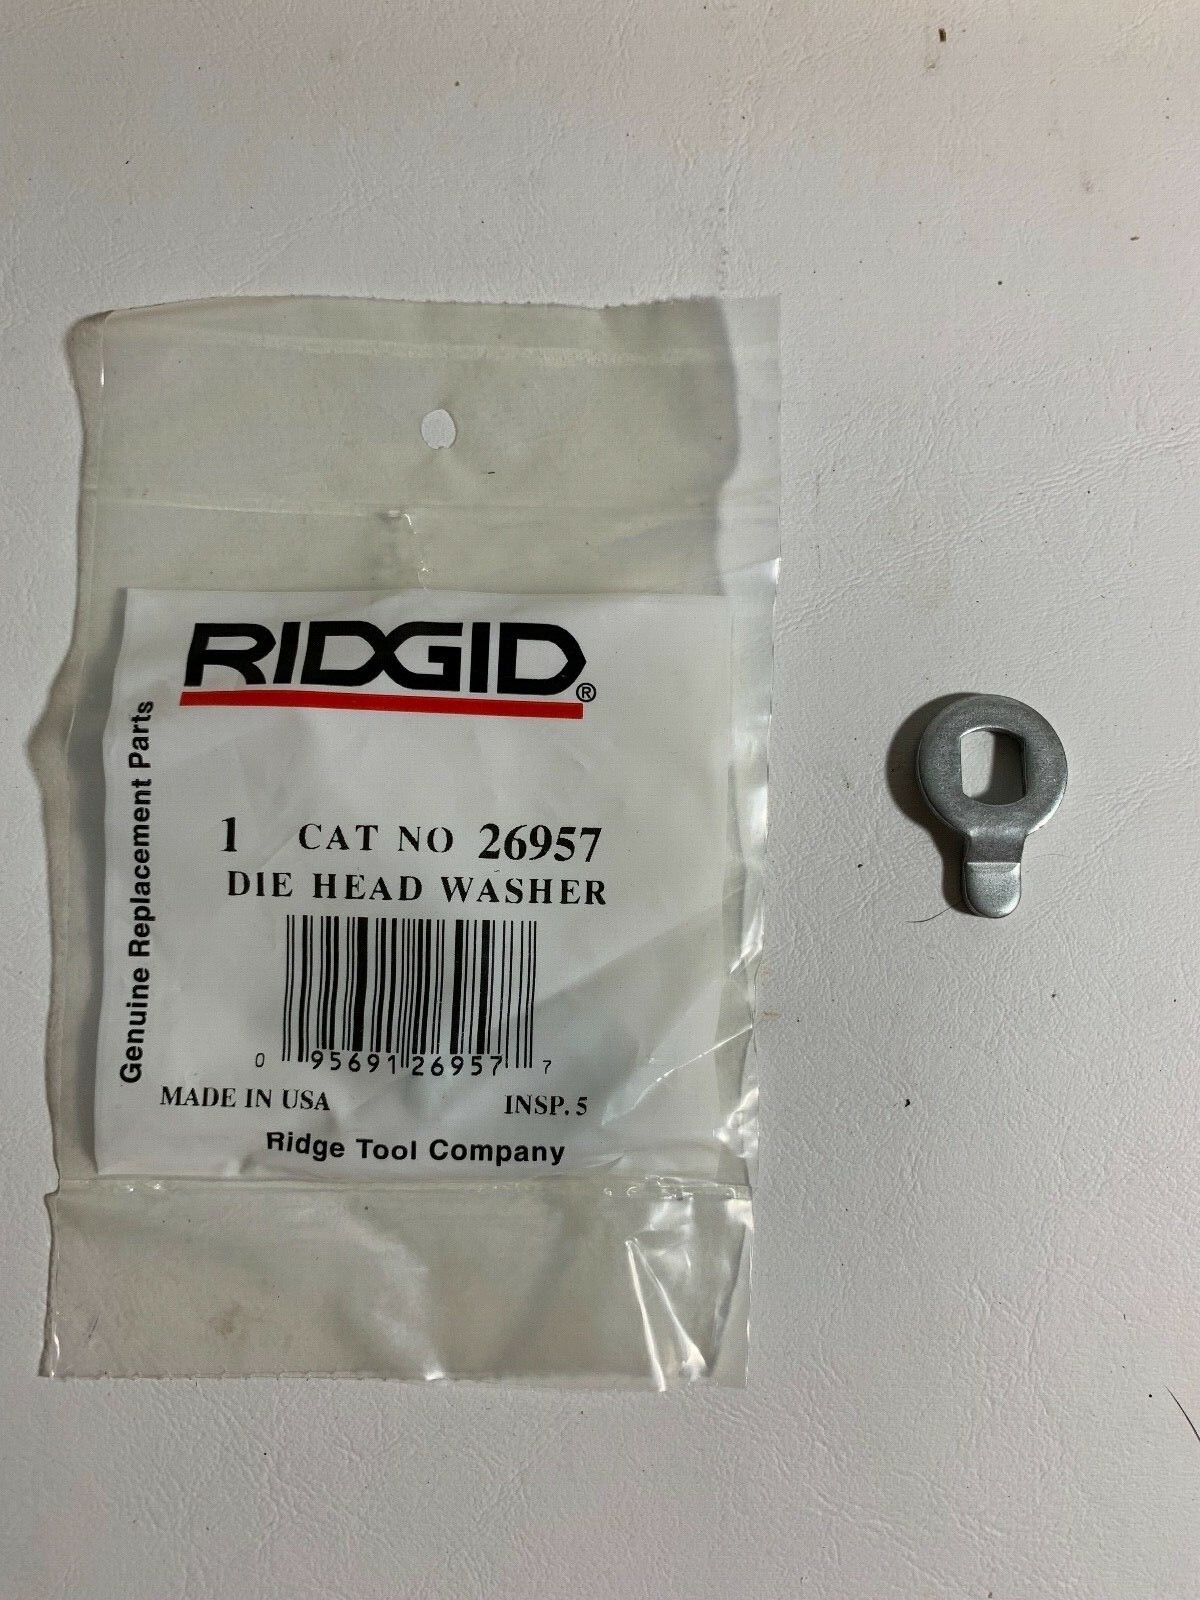 RIDGID®
Genuine Replacement Parts
1 CAT NO 26957
DIE HEAD WASHER
0 95691 26957 7
MADE IN USA INSP. 5
Ridge Tool Company